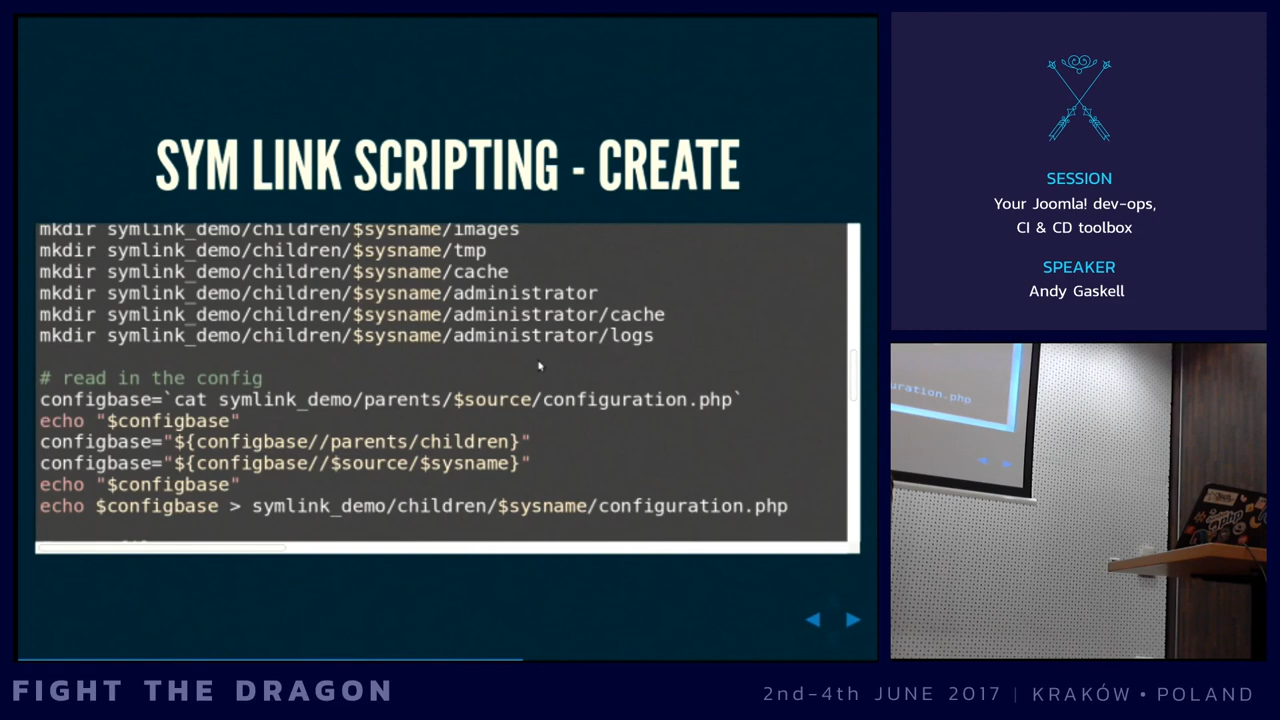 SYM LINK SCRIPTING - CREATE
mkdir symlink_demo/children/$sysname/images
mkdir symlink_demo/children/$sysname/tmp
mkdir symlink_demo/children/$sysname/cache
mkdir symlink_demo/children/$sysname/administrator
mkdir symlink_demo/children/$sysname/administrator/cache
mkdir symlink_demo/children/$sysname/administrator/logs
# read in the config
configbase=`cat symlink_demo/parents/$source/configuration.php`
echo "$configbase"
configbase="${configbase//parents/children}"
configbase="${configbase//$source/$sysname}"
echo "$configbase"
echo $configbase > symlink_demo/children/$sysname/configuration.php
SESSION
Your Joomla! dev-ops,
CI & CD toolbox
SPEAKER
Andy Gaskell
uration.php
php
FIGHT THE DRAGON
2nd-4th JUNE 2017 | KRAKÓW • POLAND